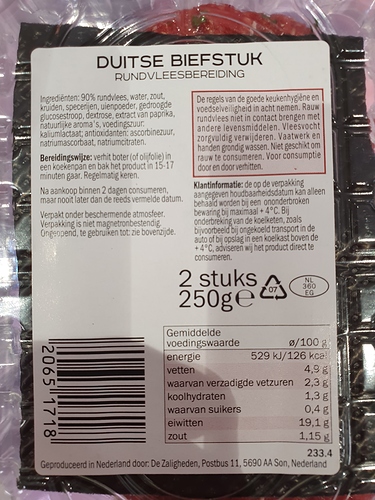 DUITSE BIEFSTUK
RUNDVLEESBEREIDING
Ingrediënten: 90% rundvlees, water, zout,
kruiden, specerijen, uienpoeder, gedroogde
glucosestroop, dextrose, extract van paprika,
natuurlijke aroma's, voedingszuur:
kaliumlactaat; antioxidanten: ascorbinezuur,
natriumascorbaat, natriumcitraten.
Bereidingswijze: verhit boter (of olijfolie) in
een koekenpan en bak het product in 15-17
minuten gaar. Regelmatig keren.
Na aankoop binnen 2 dagen consumeren,
maar nooit later dan de reeds vermelde datum.
Verpakt onder beschermende atmosfeer.
Verpakking is niet magnetronbestendig.
Ongeopend, te gebruiken tot: zie bovenzijde.
De regels van de goede keukenhygiëne en
voedselveiligheid in acht nemen. Rauw
rundvlees niet in contact brengen met
andere levensmiddelen. Vleesvocht
zorgvuldig verwijderen. Vaatwerk en
handen grondig wassen. Niet geschikt om
rauw te consumeren. Voor consumptie
door en door verhitten.
Klantinformatie: de op de verpakking
aangegeven houdbaarheidsdatum kan alleen
behaald worden bij een ononderbroken
bewaring bij maximaal + 4°C. Bij
onderbreking van de koelketen, zoals
bijvoorbeeld bij ongekoeld transport in de
auto of bij opslag in een koelkast boven de
+ 4°C, adviseren wij het product direct te
consumeren.
2 stuks
250g℮
07
NL
360
EG
Gemiddelde
voedingswaarde ø/100 g
energie 529 kJ/126 kcal
vetten 4,9 g
waarvan verzadigde vetzuren 2,3 g
koolhydraten 1,3 g
waarvan suikers 0,4 g
eiwitten 19,1 g
zout 1,15 g
20651718
233.4
Geproduceerd in Nederland door: De Zaligheden, Postbus 11, 5690 AA Son, Nederland